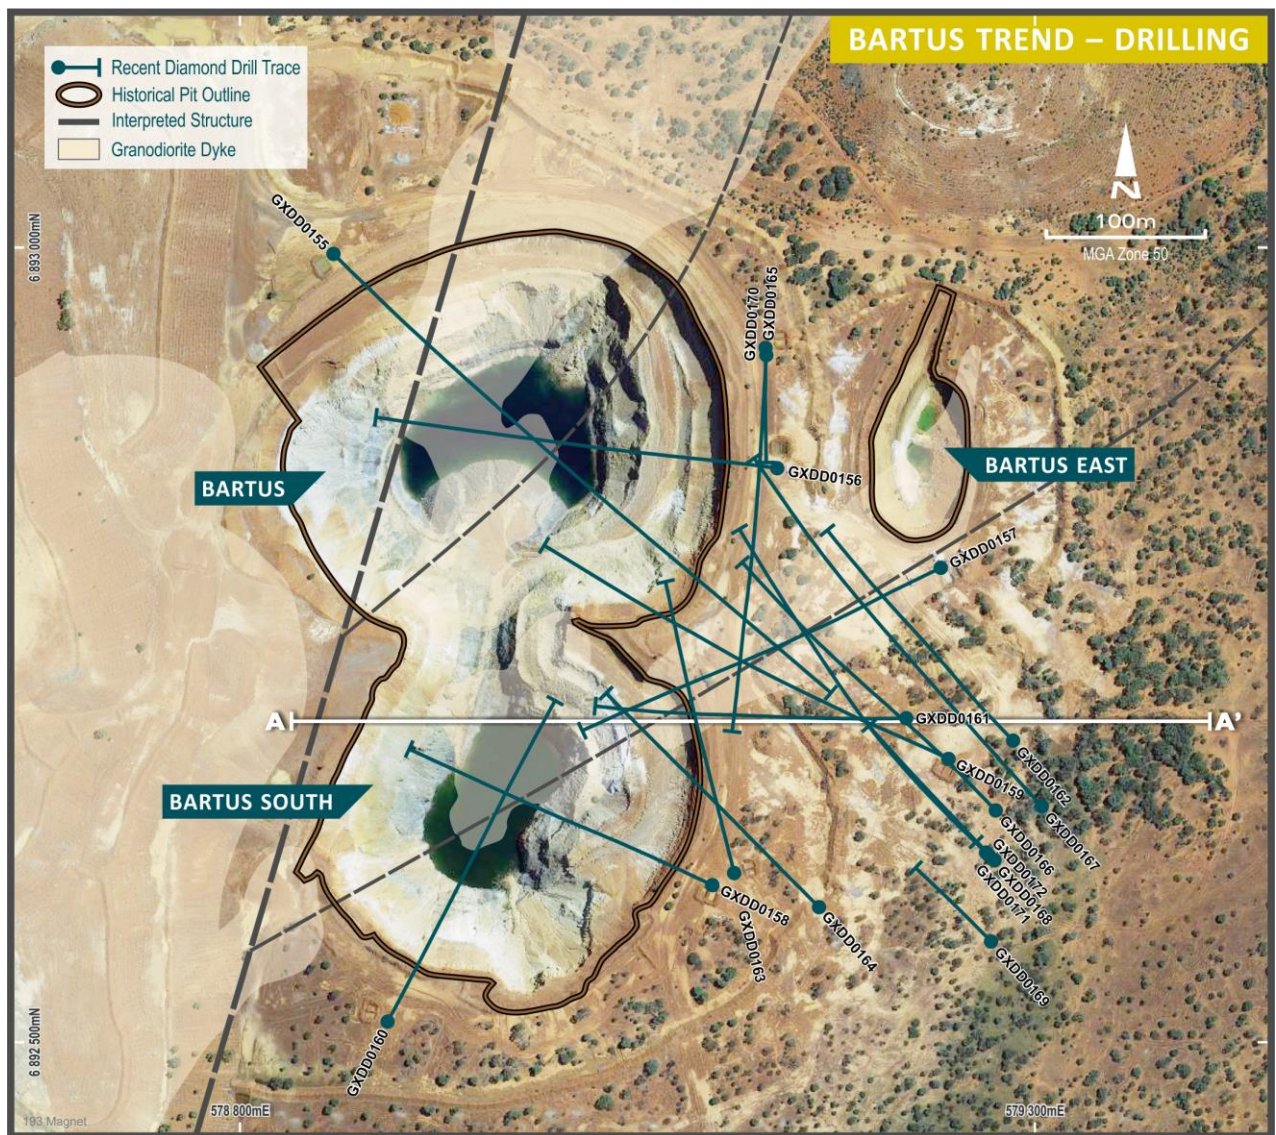 BARTUS TREND – DRILLING
Recent Diamond Drill Trace
Historical Pit Outline
Interpreted Structure
Granodiorite Dyke
N
100m
MGA Zone 50
6 893 000mN
GXDD0155
GXDD0170
GXDD0165
GXDD0156
BARTUS EAST
BARTUS
GXDD0157
A
GXDD0161
A'
GXDD0162
GXDD0159
BARTUS SOUTH
GXDD0167
GXDD0166
GXDD0172
GXDD0168
GXDD0171
GXDD0158
GXDD0163
GXDD0164
GXDD0169
GXDD0160
6 892 500mN
578 800mE
579 300mE
193 Magnet